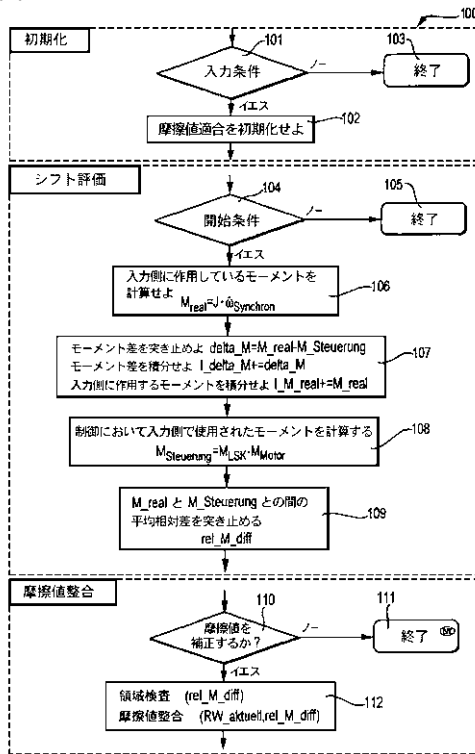 100
初期化
101
入力条件
ノー
103
終了
イエス
102
摩擦値適合を初期化せよ
シフト評価
104
開始条件
ノー
105
終了
イエス
入力側に作用しているモーメントを
計算せよ
M_real=J・ω̇Synchron
106
モーメント差を突き止めよ delta_M=M_real-M_Steuerung
モーメント差を積分せよ I_delta_M+=delta_M
入力側に作用するモーメントを積分せよ I_M_real+=M_real
107
制御において入力側で使用されたモーメントを計算する
MSteuerung=MLSK-MMotor
108
M_real と M_Steuerung との間の
平均相対差を突き止める
rel_M_diff
109
摩擦値整合
110
摩擦値を
補正するか?
ノー
111
終了
イエス
領域検査 (rel_M_diff)
摩擦値整合 (RW_aktuell,rel_M_diff)
112